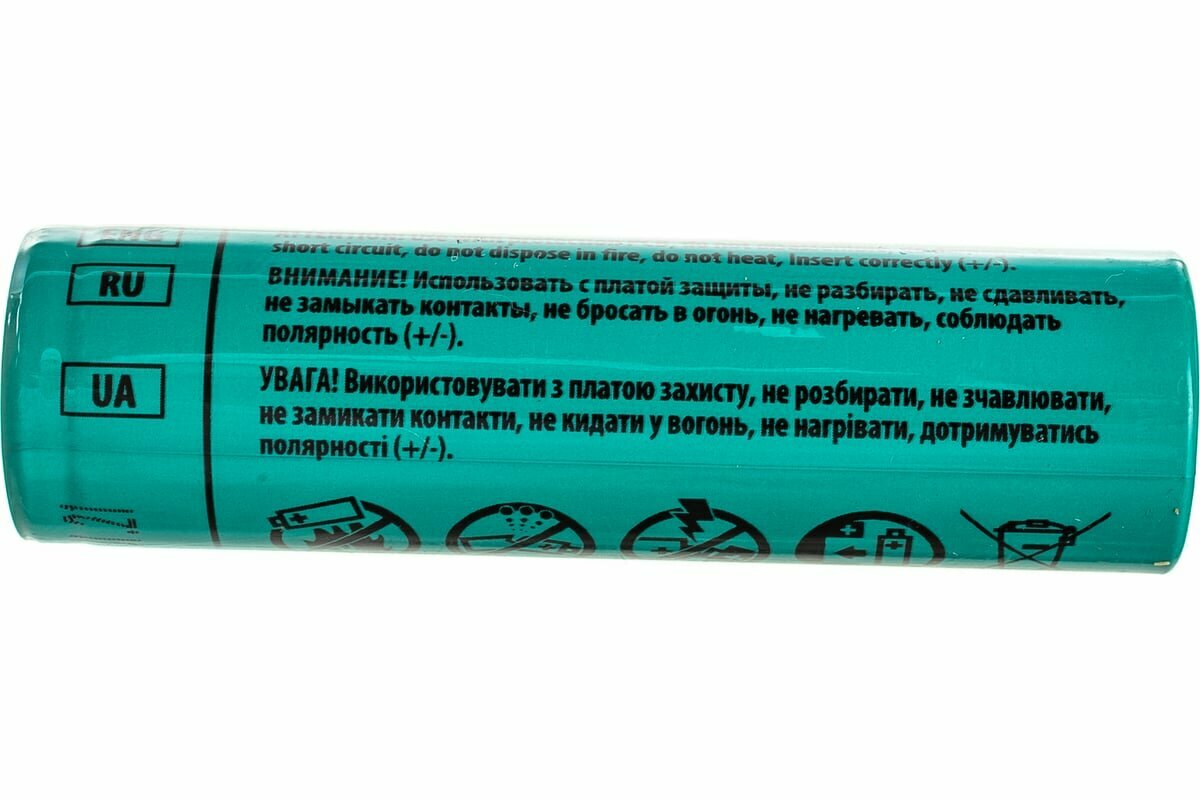 ENG
short circuit, do not dispose in fire, do not heat, Insert correctly (+/-).
RU
ВНИМАНИЕ! Использовать с платой защиты, не разбирать, не сдавливать,
не замыкать контакты, не бросать в огонь, не нагревать, соблюдать
полярность (+/-).
UA
УВАГА! Використовувати з платою захисту, не розбирати, не зчавлювати,
не замикати контакти, не кидати у вогонь, не нагрівати, дотримуватись
полярності (+/-).